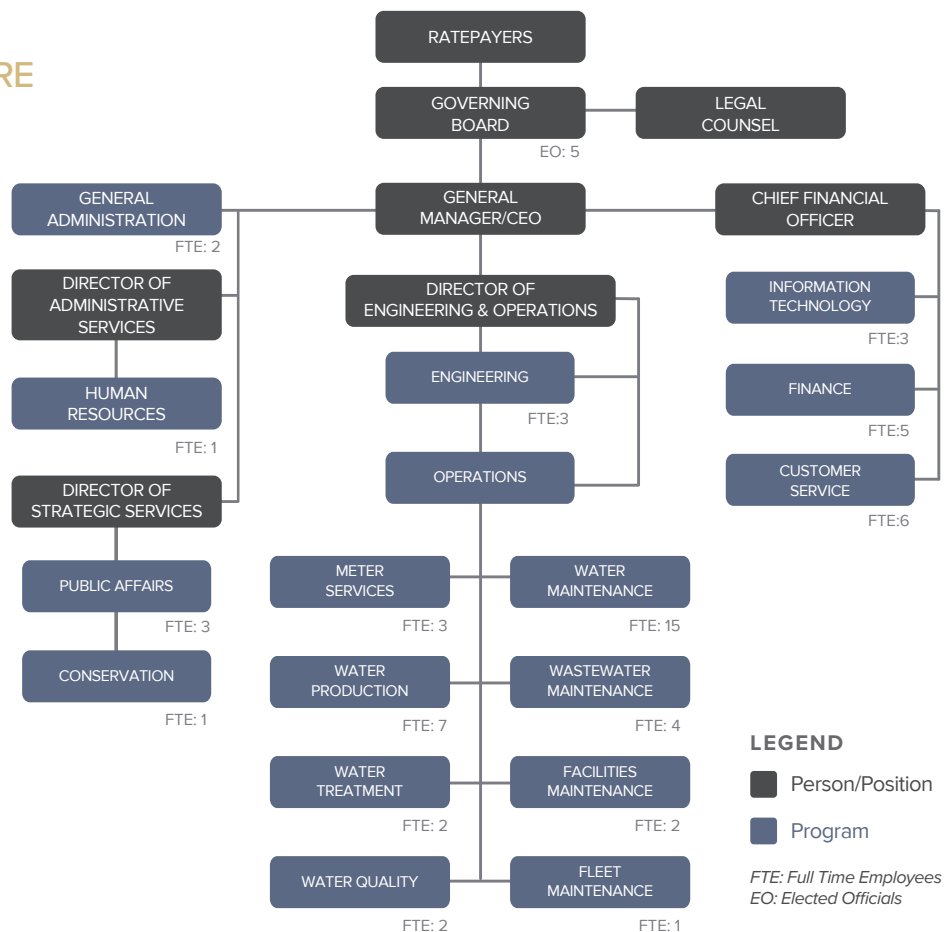 RE
RATEPAYERS
GOVERNING
BOARD
EO: 5
LEGAL
COUNSEL
GENERAL
ADMINISTRATION
FTE: 2
GENERAL
MANAGER/CEO
CHIEF FINANCIAL
OFFICER
DIRECTOR OF
ADMINISTRATIVE
SERVICES
HUMAN
RESOURCES
FTE: 1
DIRECTOR OF
STRATEGIC SERVICES
PUBLIC AFFAIRS
FTE: 3
CONSERVATION
FTE: 1
DIRECTOR OF
ENGINEERING & OPERATIONS
ENGINEERING
FTE:3
OPERATIONS
INFORMATION
TECHNOLOGY
FTE:3
FINANCE
FTE:5
CUSTOMER
SERVICE
FTE:6
METER
SERVICES
FTE: 3
WATER
MAINTENANCE
FTE: 15
WATER
PRODUCTION
FTE: 7
WASTEWATER
MAINTENANCE
FTE: 4
WATER
TREATMENT
FTE: 2
FACILITIES
MAINTENANCE
FTE: 2
WATER QUALITY
FTE: 2
FLEET
MAINTENANCE
FTE: 1
LEGEND
Person/Position
Program
FTE: Full Time Employees
EO: Elected Officials